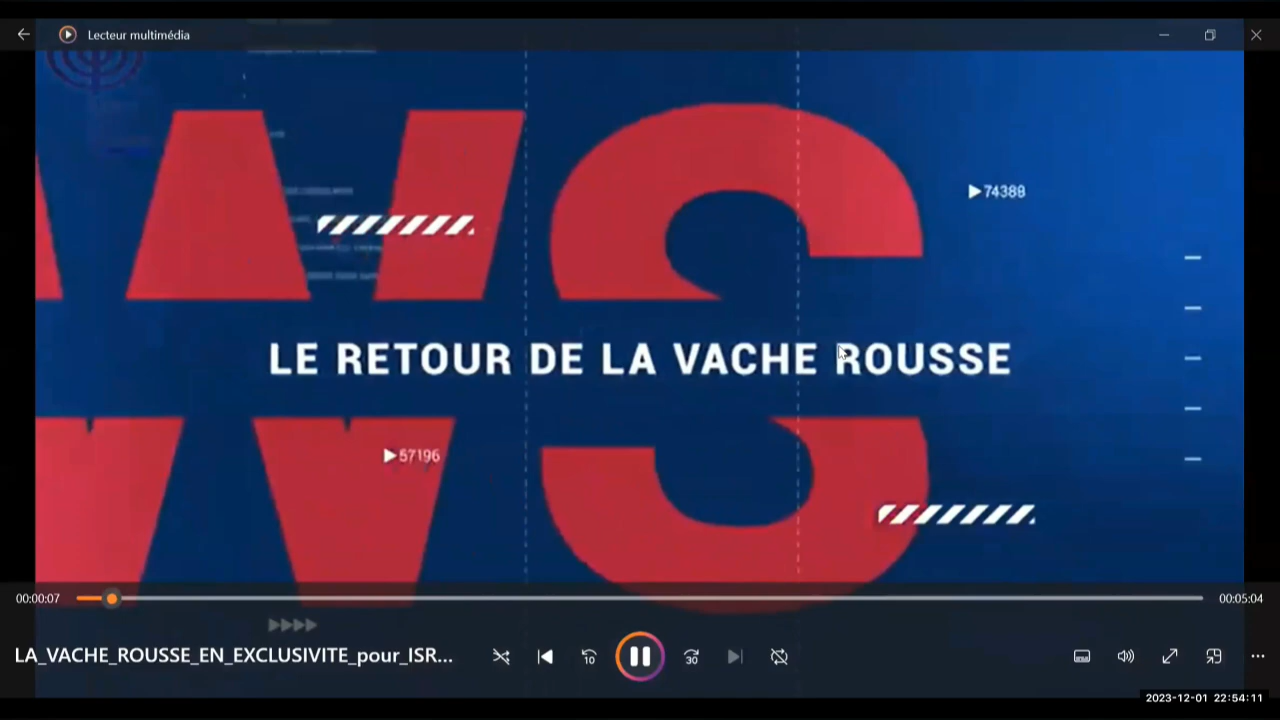 Lecteur multimédia
WS
▶74388
LE RETOUR DE LA VACHE ROUSSE
▶57196
00:00:07
00:05:04
LA_VACHE_ROUSSE_EN_EXCLUSIVITE_pour_ISR...
10
30
2023-12-01 22:54:11